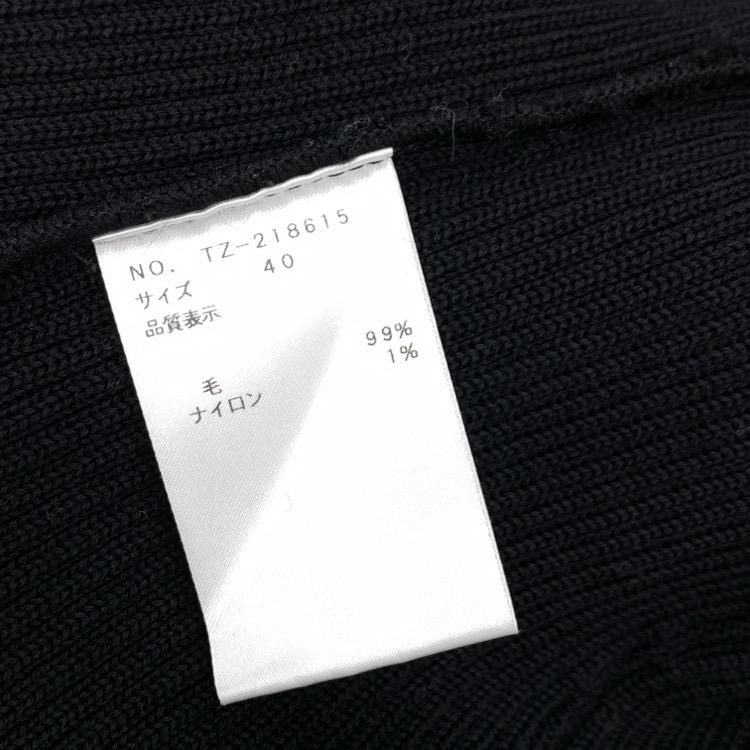 NO. TZ-218615
サイズ 40
品質表示
毛 99%
ナイロン 1%